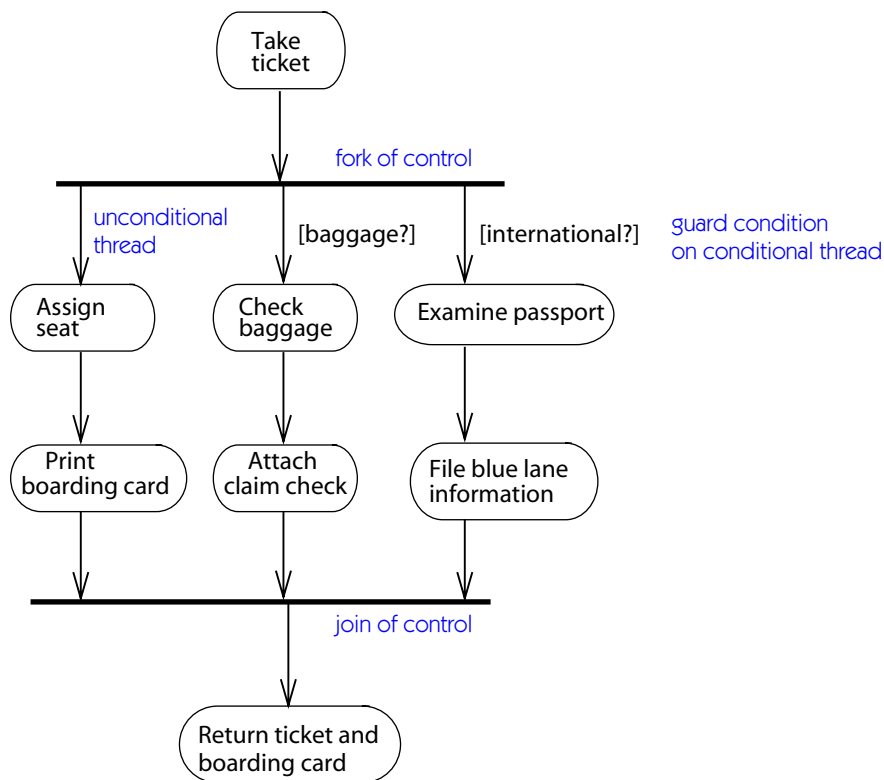 Take
ticket
fork of control
unconditional
thread
[baggage?]
[international?]
guard condition
on conditional thread
Assign
seat
Check
baggage
Examine passport
Print
boarding card
Attach
claim check
File blue lane
information
join of control
Return ticket and
boarding card